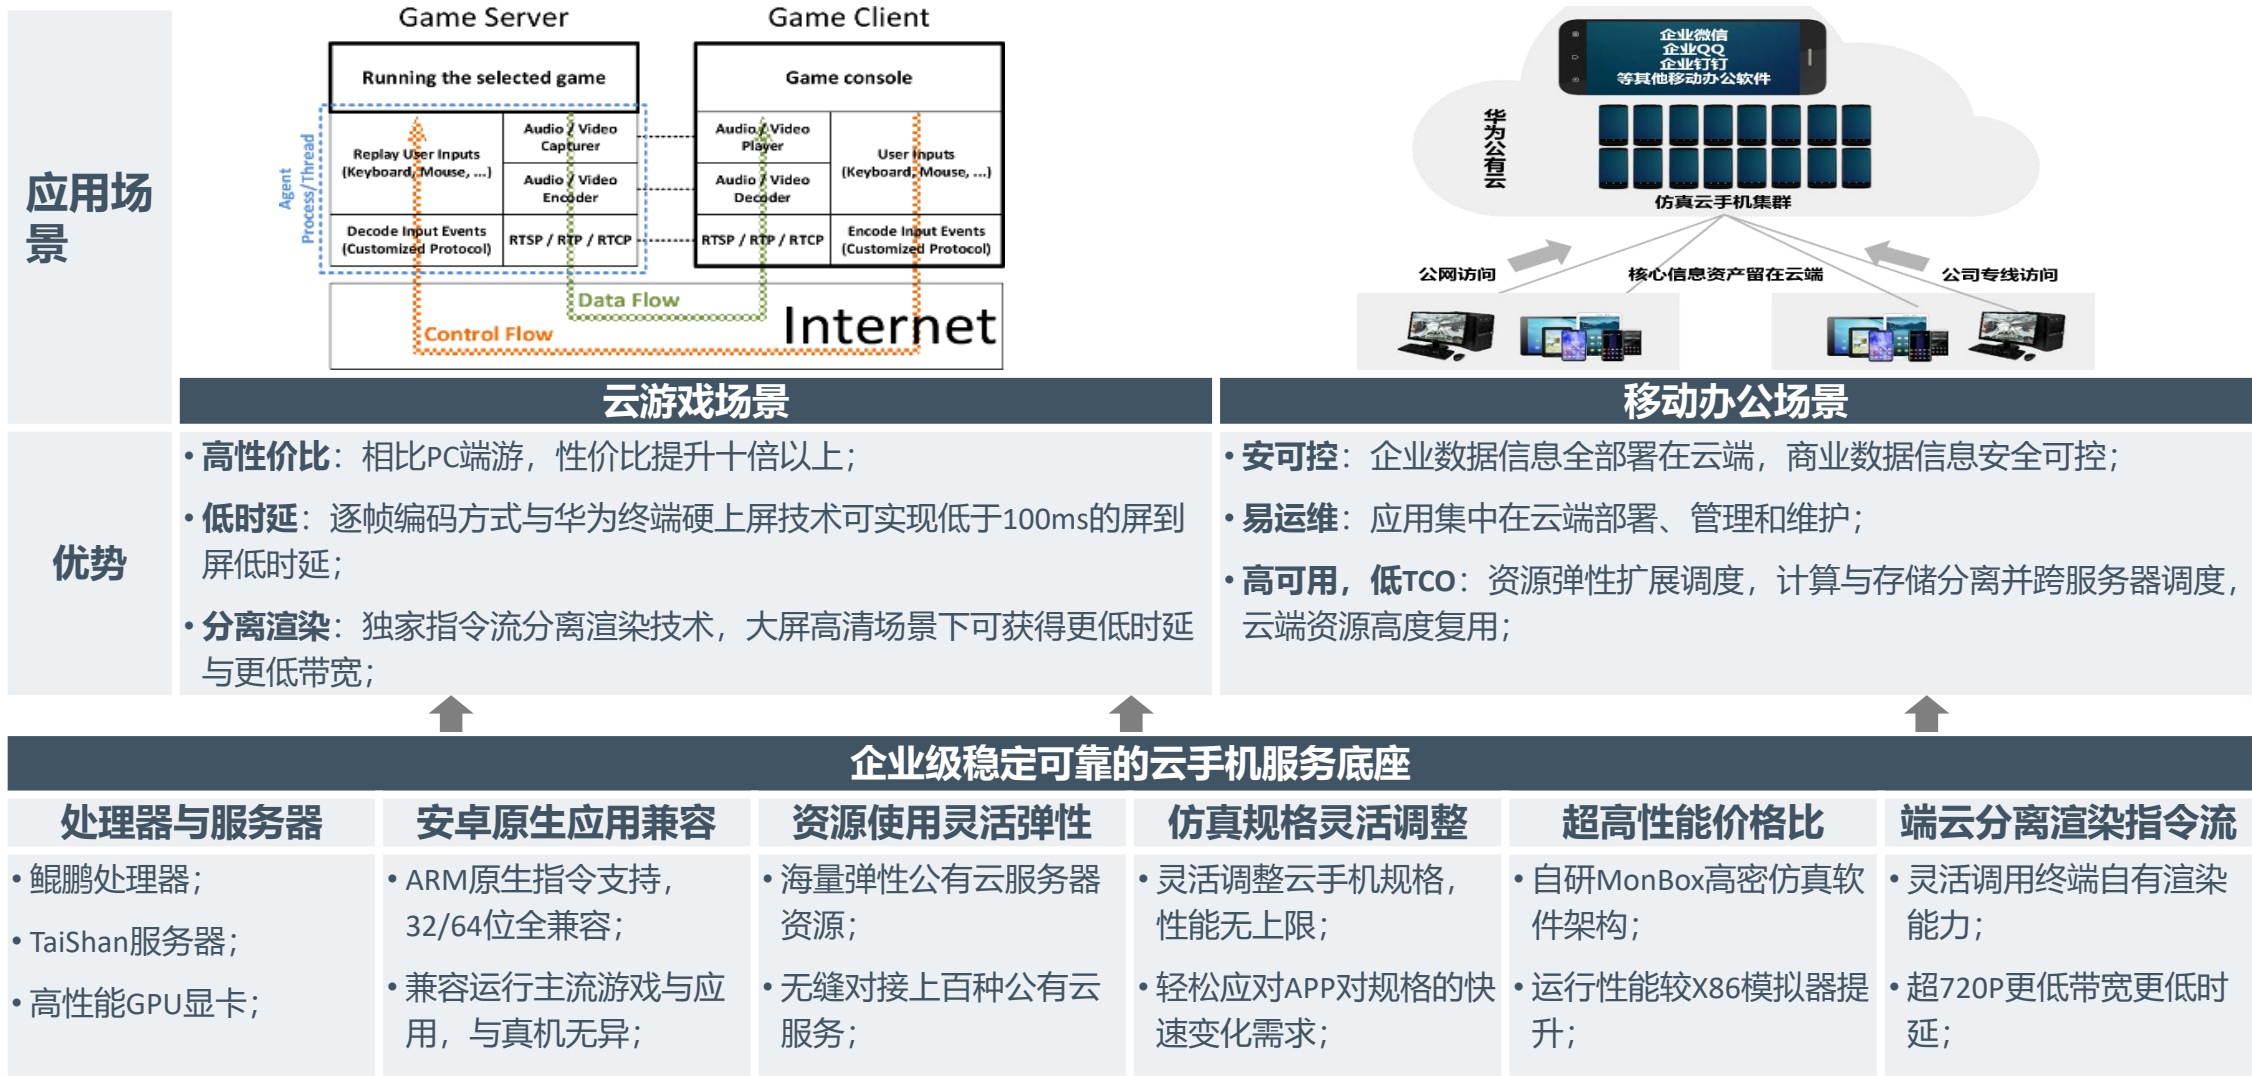 应用场
景
Game Server
Game Client
Running the selected game
Game console
Agent
Process/Thread
Replay User Inputs
(Keyboard, Mouse, ...)
Audio / Video
Capturer
Audio / Video
Encoder
Decode Input Events
(Customized Protocol)
RTSP / RTP / RTCP
Audio / Video
Player
Audio / Video
Decoder
RTSP / RTP / RTCP
User Inputs
(Keyboard, Mouse, ...)
Encode Input Events
(Customized Protocol)
Data Flow
Control Flow
Internet
企业微信
企业QQ
企业钉钉
等其他移动办公软件
华为公有云
仿真云手机集群
公网访问
核心信息资产留在云端
公司专线访问
云游戏场景
移动办公场景
优势
• 高性价比：相比PC端游，性价比提升十倍以上；
• 低时延：逐帧编码方式与华为终端硬上屏技术可实现低于100ms的屏到
屏低时延；
• 分离渲染：独家指令流分离渲染技术，大屏高清场景下可获得更低时延
与更低带宽；
• 安可控：企业数据信息全部署在云端，商业数据信息安全可控；
• 易运维：应用集中在云端部署、管理和维护；
• 高可用，低TCO：资源弹性扩展调度，计算与存储分离并跨服务器调度，
云端资源高度复用；
企业级稳定可靠的云手机服务底座
处理器与服务器
• 鲲鹏处理器；
• TaiShan服务器；
• 高性能GPU显卡；
安卓原生应用兼容
• ARM原生指令支持，
32/64位全兼容；
• 兼容运行主流游戏与应
用，与真机无异；
资源使用灵活弹性
• 海量弹性公有云服务器
资源；
• 无缝对接上百种公有云
服务；
仿真规格灵活调整
• 灵活调整云手机规格，
性能无上限；
• 轻松应对APP对规格的快
速变化需求；
超高性能价格比
• 自研MonBox高密仿真软
件架构；
• 运行性能较X86模拟器提
升；
端云分离渲染指令流
• 灵活调用终端自有渲染
能力；
• 超720P更低带宽更低时
延；